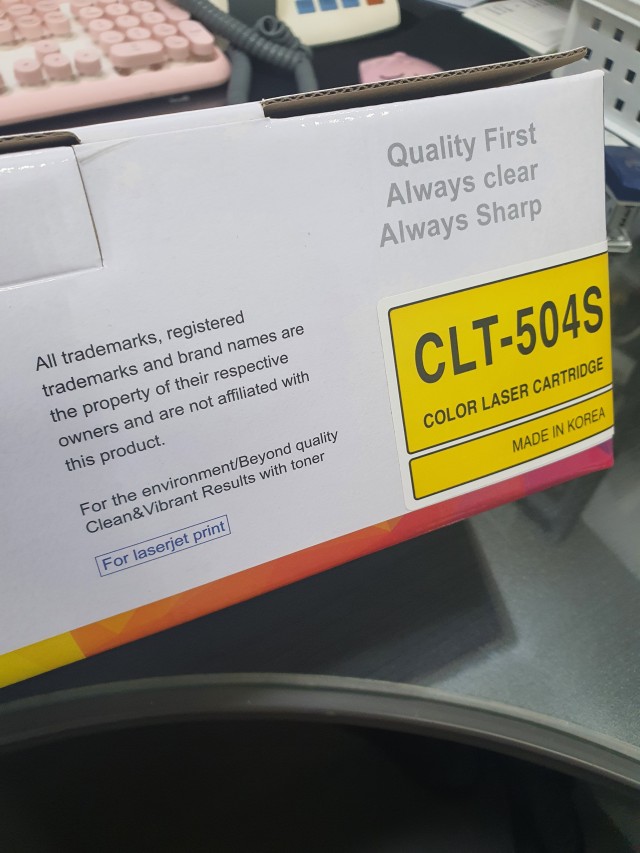 Quality First
Always clear
Always Sharp
All trademarks, registered
trademarks and brand names are
the property of their respective
owners and are not affiliated with
this product.
For the environment/Beyond quality
Clean&Vibrant Results with toner
For laserjet print
CLT-504S
COLOR LASER CARTRIDGE
MADE IN KOREA